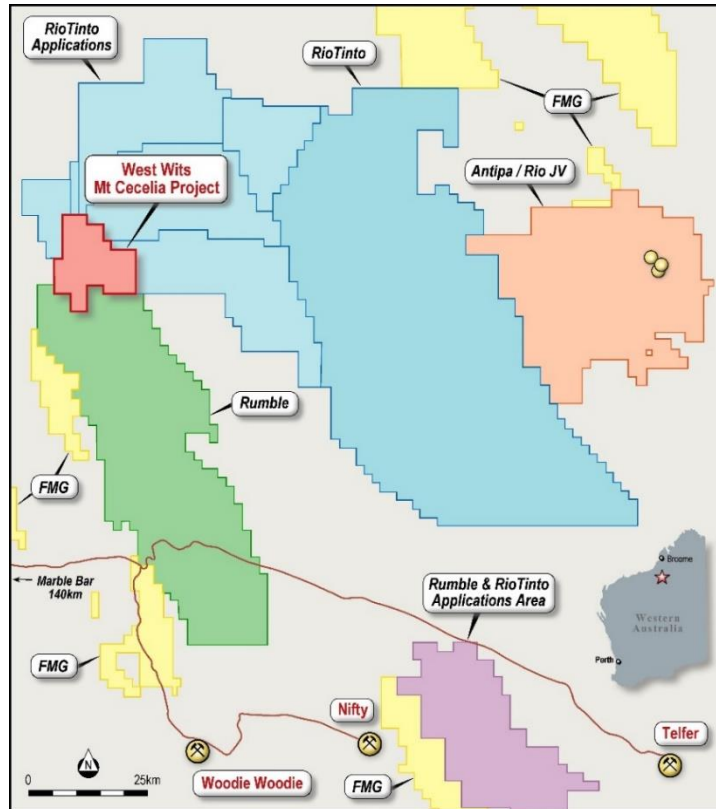 RioTinto
Applications
RioTinto
FMG
West Wits
Mt Cecelia Project
Antipa / Rio JV
Rumble
FMG
Marble Bar
140km
Rumble & RioTinto
Applications Area
Broome
Western
Australia
Perth
FMG
Nifty
Telfer
N
0 25km
Woodie Woodie
FMG